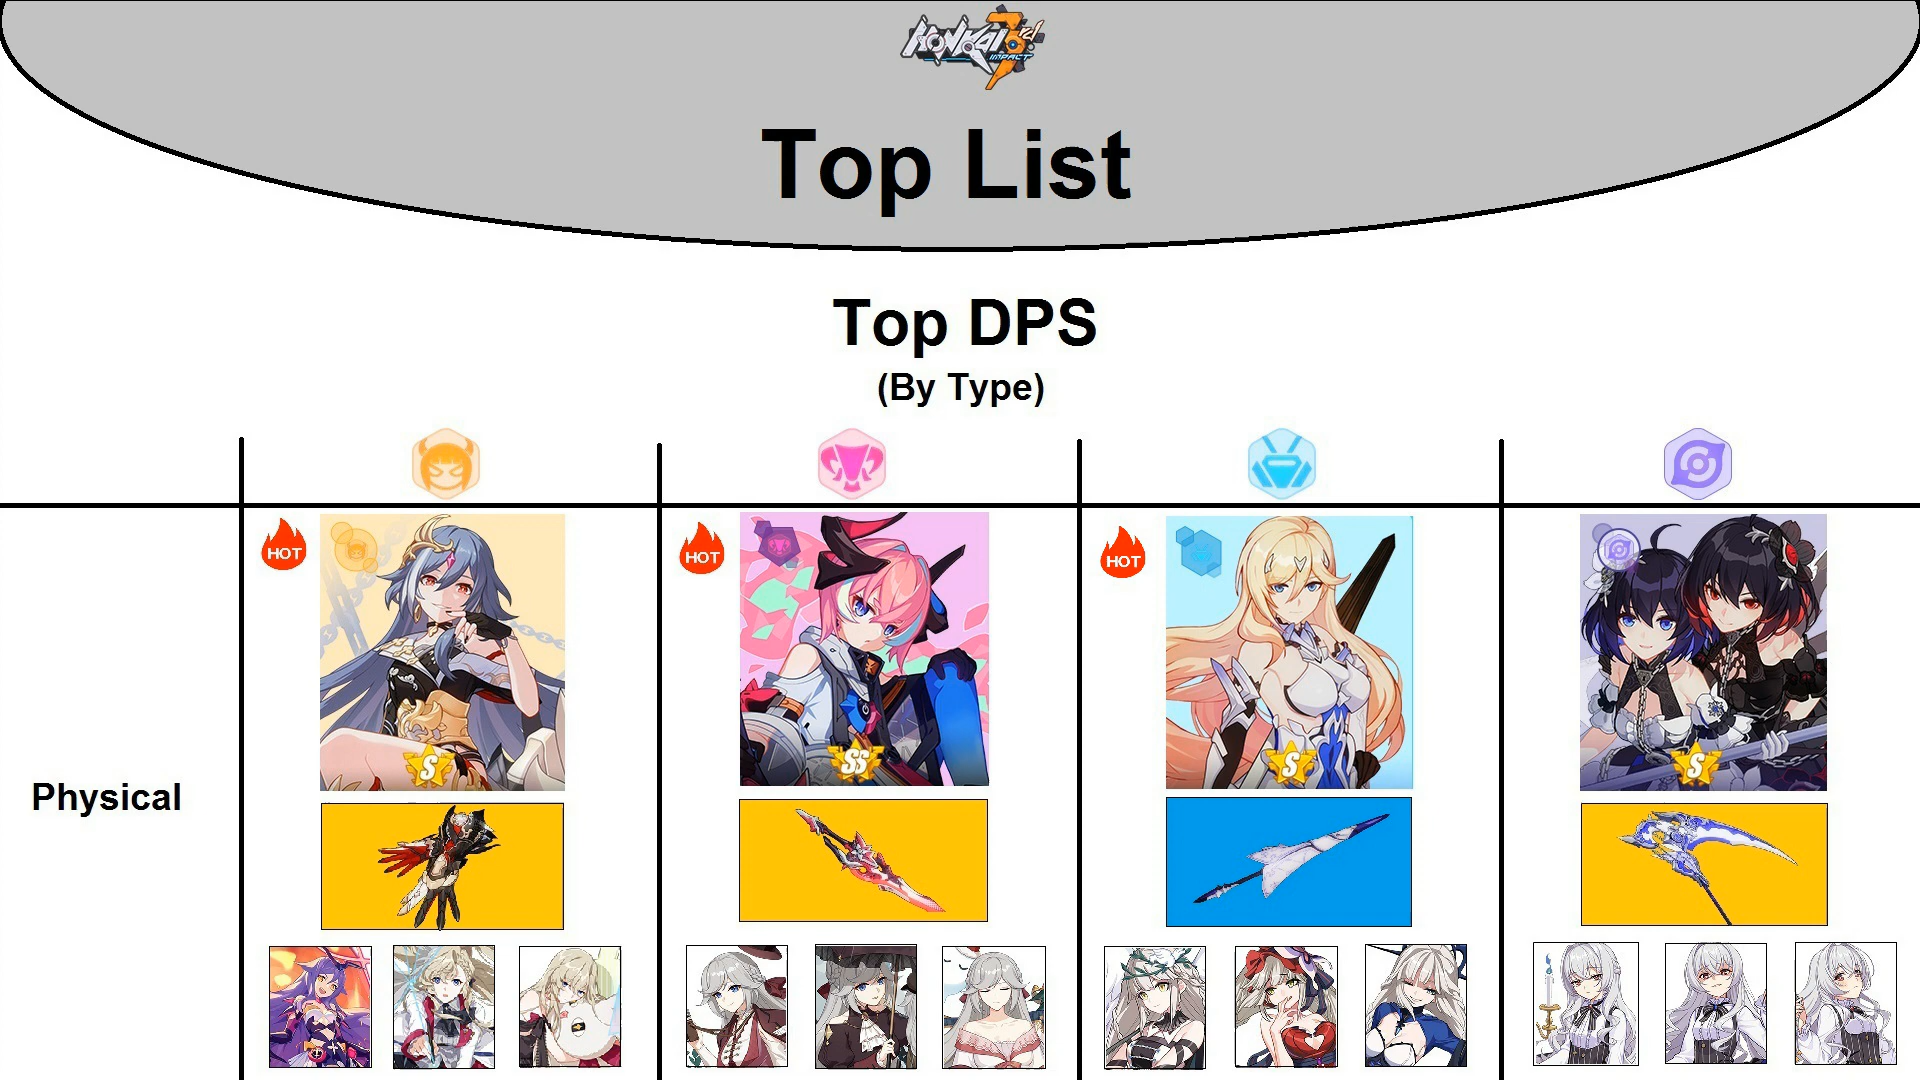 HONKAI 3rd
IMPACT
Top List
Top DPS
(By Type)
HOT
HOT
HOT
Physical
S
SS
S
S